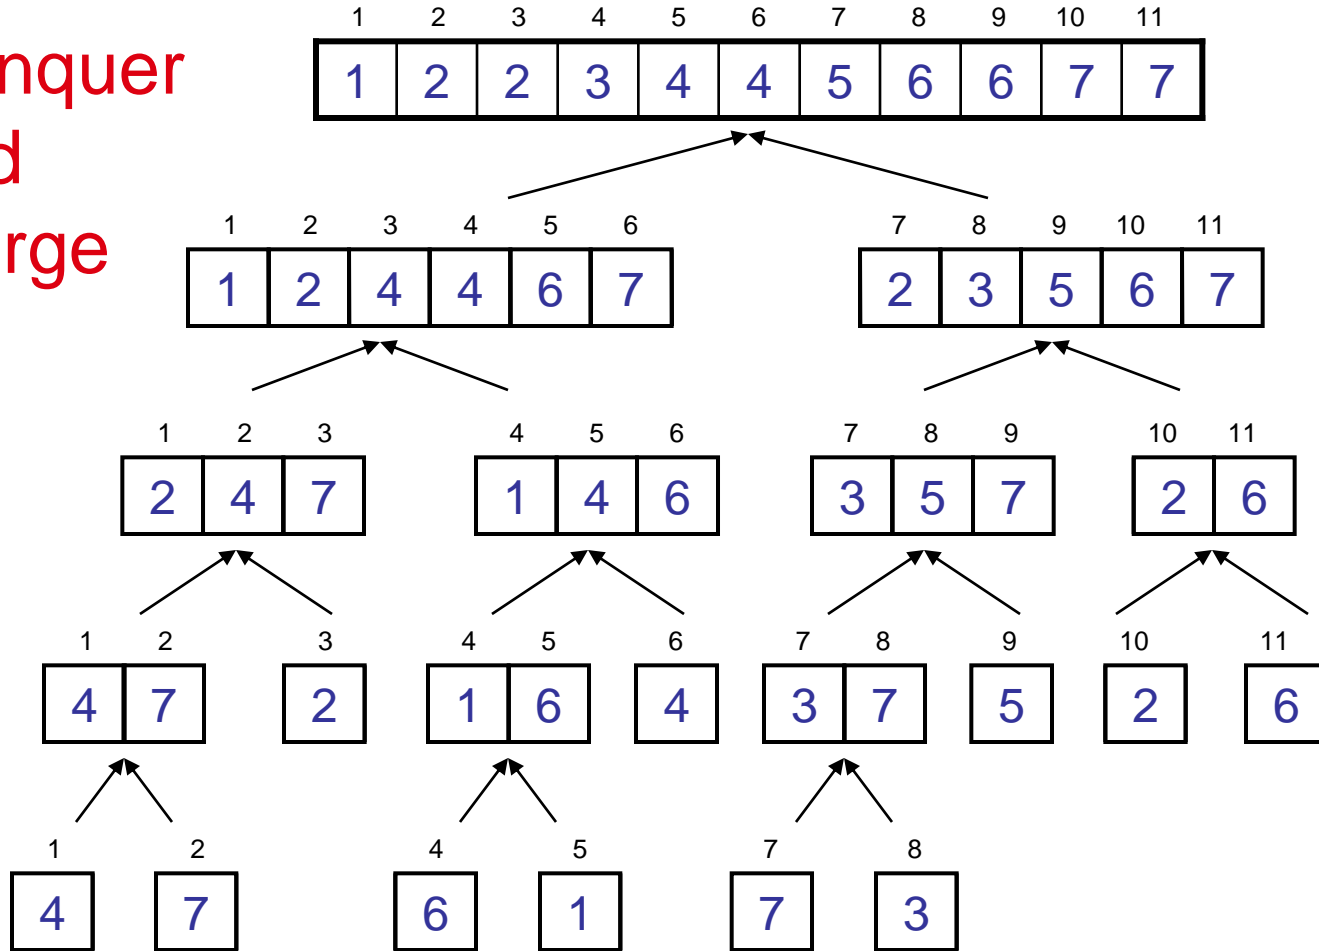 1 2 3 4 5 6 7 8 9 10 11
nquer
1 2 2 3 4 4 5 6 6 7 7
d
rge
1 2 3 4 5 6 7 8 9 10 11
1 2 4 4 6 7 2 3 5 6 7
1 2 3 4 5 6 7 8 9 10 11
2 4 7 1 4 6 3 5 7 2 6
1 2 3 4 5 6 7 8 9 10 11
4 7 2 1 6 4 3 7 5 2 6
1 2 4 5 7 8
4 7 6 1 7 3